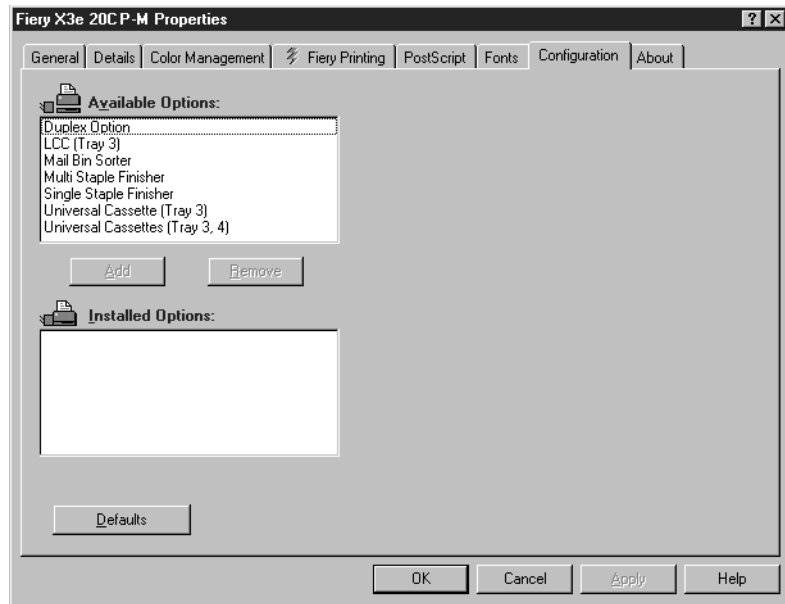 Fiery X3e 20C P-M Properties
General Details Color Management Fiery Printing PostScript Fonts Configuration About
Available Options:
Duplex Option
LCC (Tray 3)
Mail Bin Sorter
Multi Staple Finisher
Single Staple Finisher
Universal Cassette (Tray 3)
Universal Cassettes (Tray 3, 4)
Add Remove
Installed Options:
Defaults
OK Cancel Apply Help